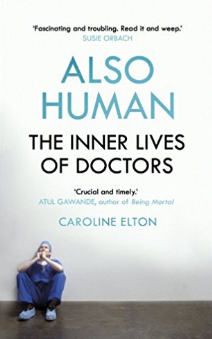 'Fascinating and troubling. Read it and weep.'
SUSIE ORBACH
ALSO
HUMAN
THE INNER LIVES
OF DOCTORS
'Crucial and timely.'
ATUL GAWANDE, author of Being Mortal
CAROLINE ELTON